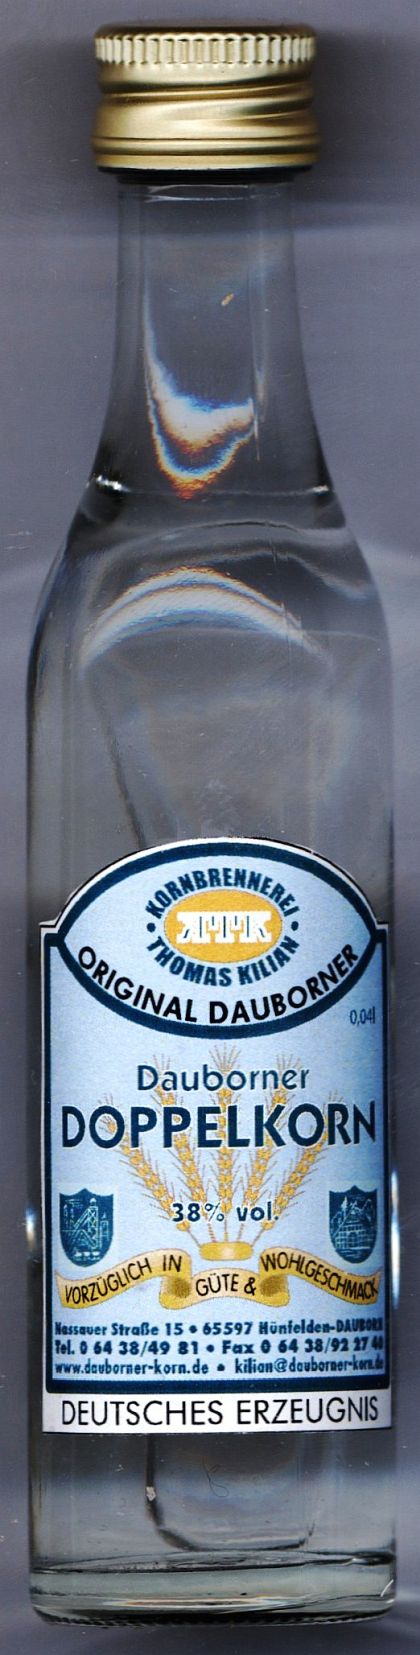 • KORNBRENNEREI •
THOMAS KILIAN
ORIGINAL DAUBORNER
0,04l
Dauborner
DOPPELKORN
38% vol.
VORZÜGLICH IN GÜTE & WOHLGESCHMACK
Nassauer Straße 15 • 65597 Hünfelden-DAUBORN
Tel. 0 64 38/49 81 • Fax 0 64 38/92 27 40
www.dauborner-korn.de • kilian@dauborner-korn.de
DEUTSCHES ERZEUGNIS